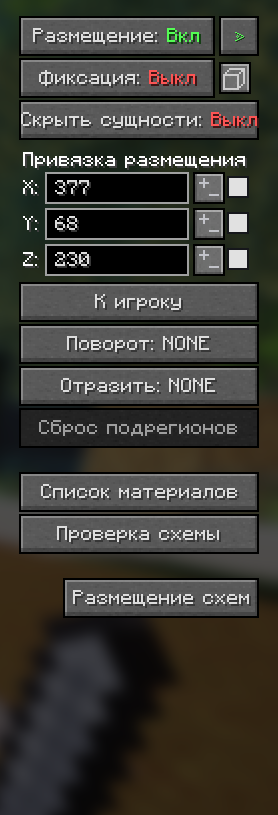 Размещение: Вкл >
Фиксация: Выкл
Скрыть сущности: Выкл
Привязка размещения
X: 377
Y: 68
Z: 230
К игроку
Поворот: NONE
Отразить: NONE
Сброс подрегионов
Список материалов
Проверка схемы
Размещение схем